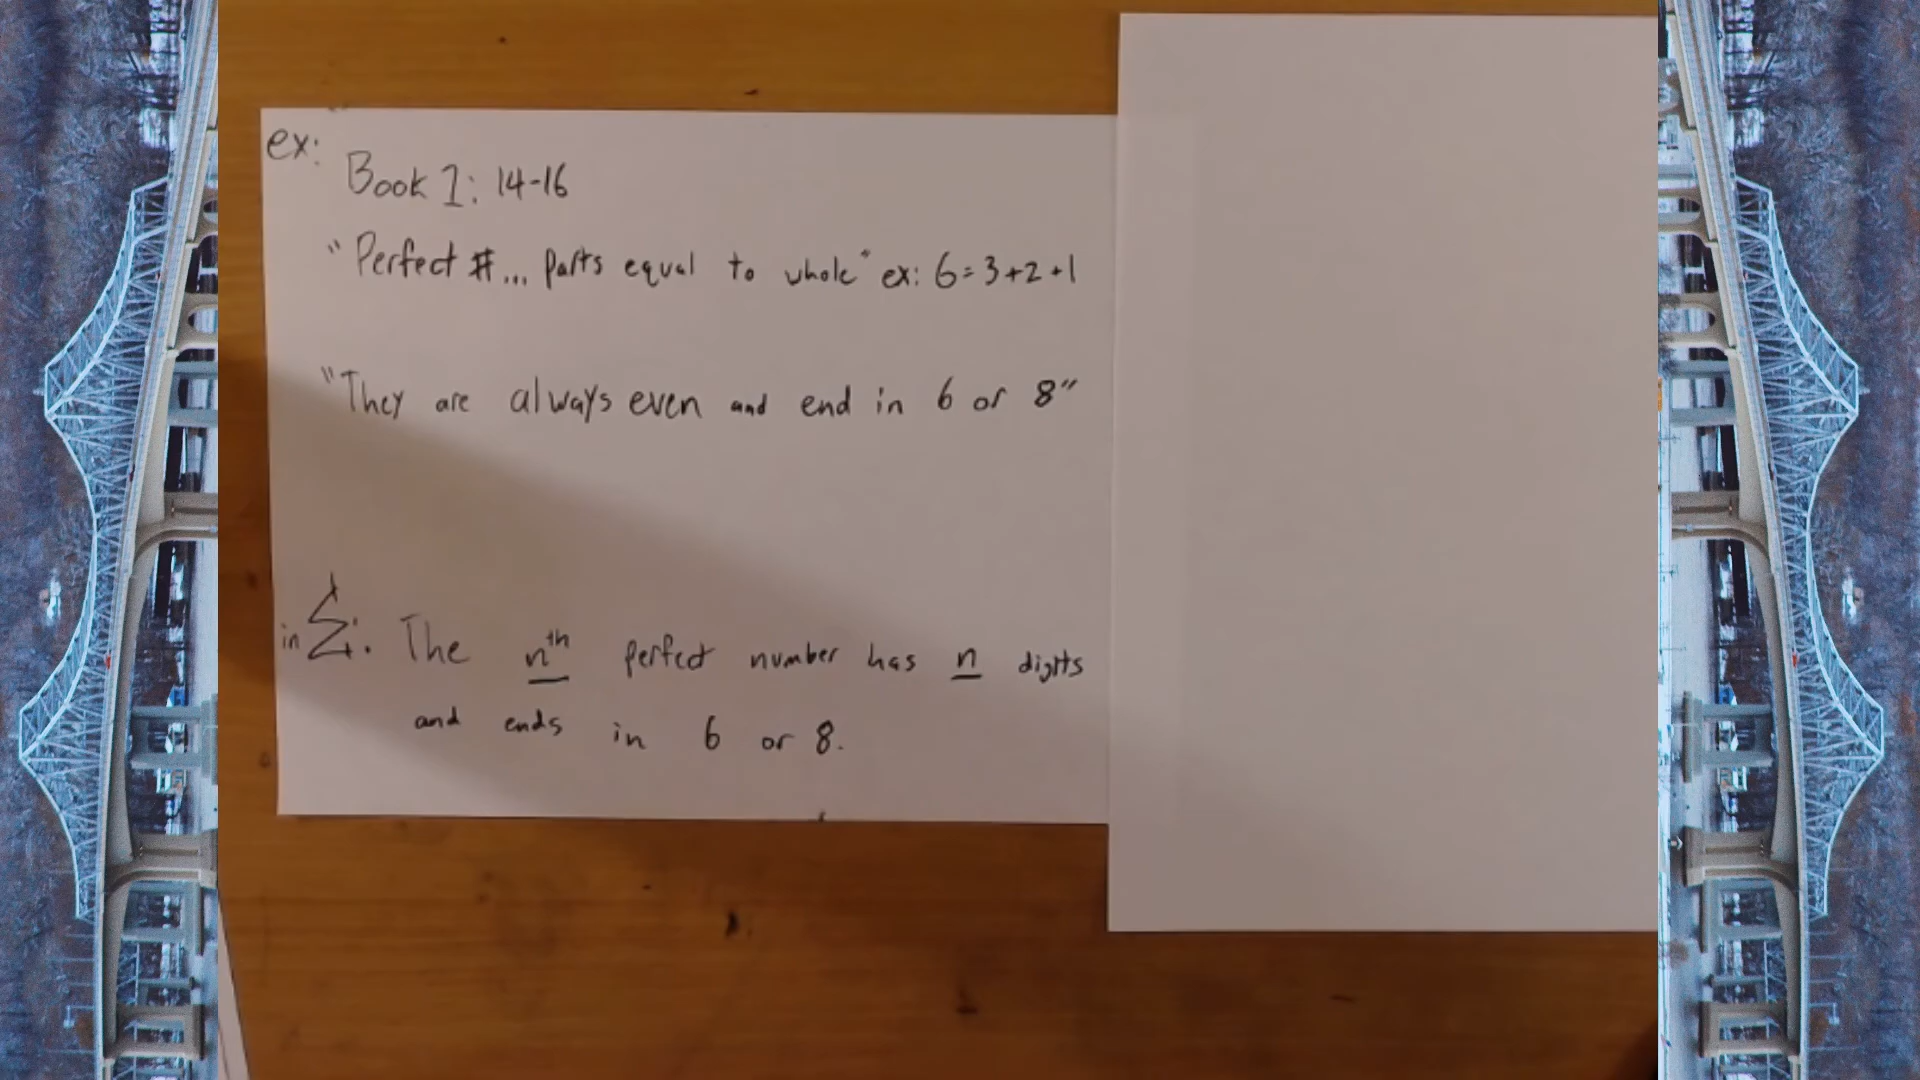 ex:
Book 1: 14-16
"Perfect #... parts equal to whole" ex: 6=3+2+1
"They are always even and end in 6 or 8"
in Σ: The nth perfect number has n digits
and ends in 6 or 8.